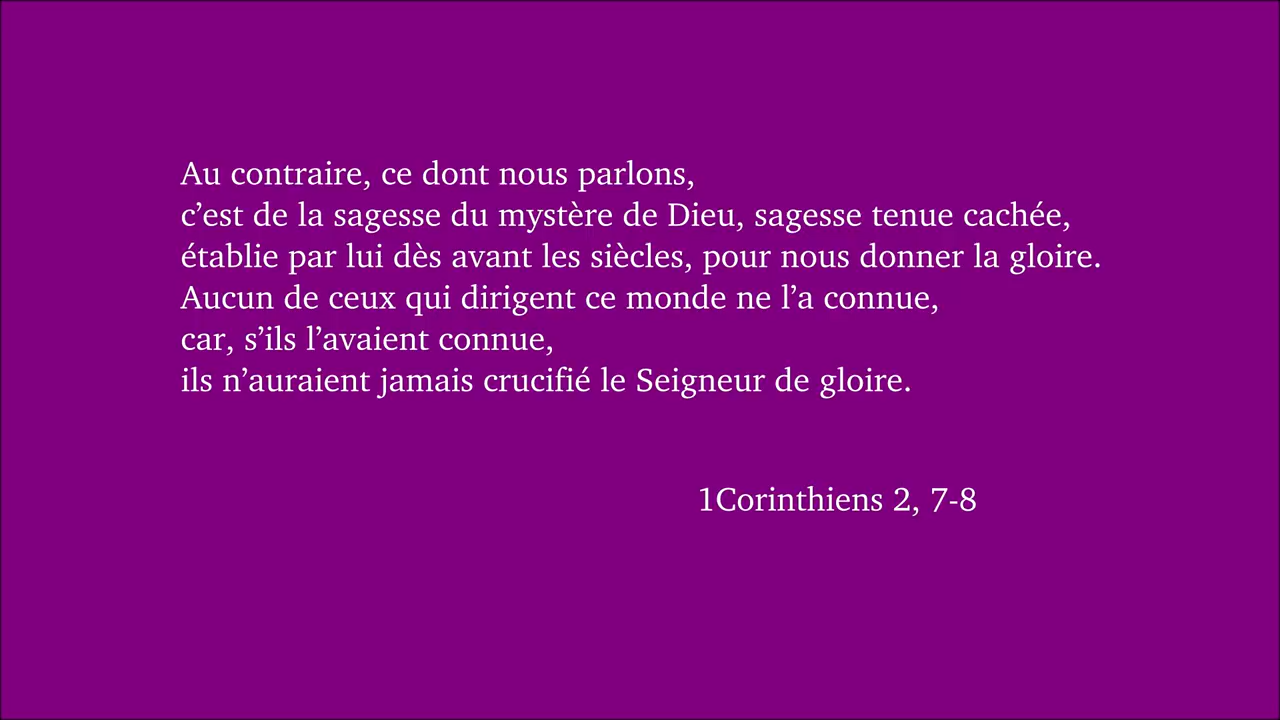 Au contraire, ce dont nous parlons,
c’est de la sagesse du mystère de Dieu, sagesse tenue cachée,
établie par lui dès avant les siècles, pour nous donner la gloire.
Aucun de ceux qui dirigent ce monde ne l’a connue,
car, s’ils l’avaient connue,
ils n’auraient jamais crucifié le Seigneur de gloire.
1Corinthiens 2, 7-8